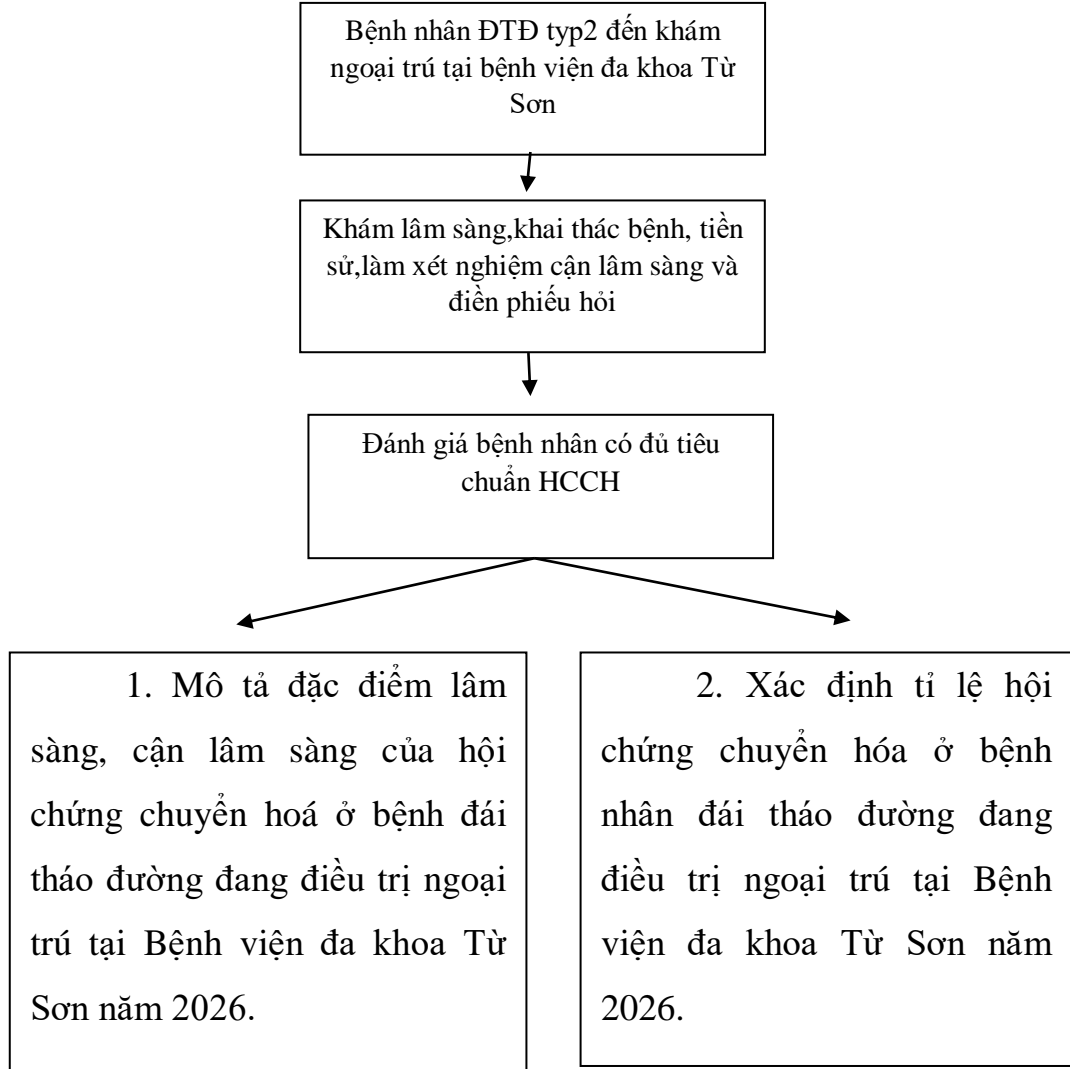 Bệnh nhân ĐTĐ typ2 đến khám
ngoại trú tại bệnh viện đa khoa Từ
Sơn
Khám lâm sàng,khai thác bệnh, tiền
sử,làm xét nghiệm cận lâm sàng và
điền phiếu hỏi
Đánh giá bệnh nhân có đủ tiêu
chuẩn HCCH
1. Mô tả đặc điểm lâm
sàng, cận lâm sàng của hội
chứng chuyển hoá ở bệnh đái
tháo đường đang điều trị ngoại
trú tại Bệnh viện đa khoa Từ
Sơn năm 2026.
2. Xác định tỉ lệ hội
chứng chuyển hóa ở bệnh
nhân đái tháo đường đang
điều trị ngoại trú tại Bệnh
viện đa khoa Từ Sơn năm
2026.